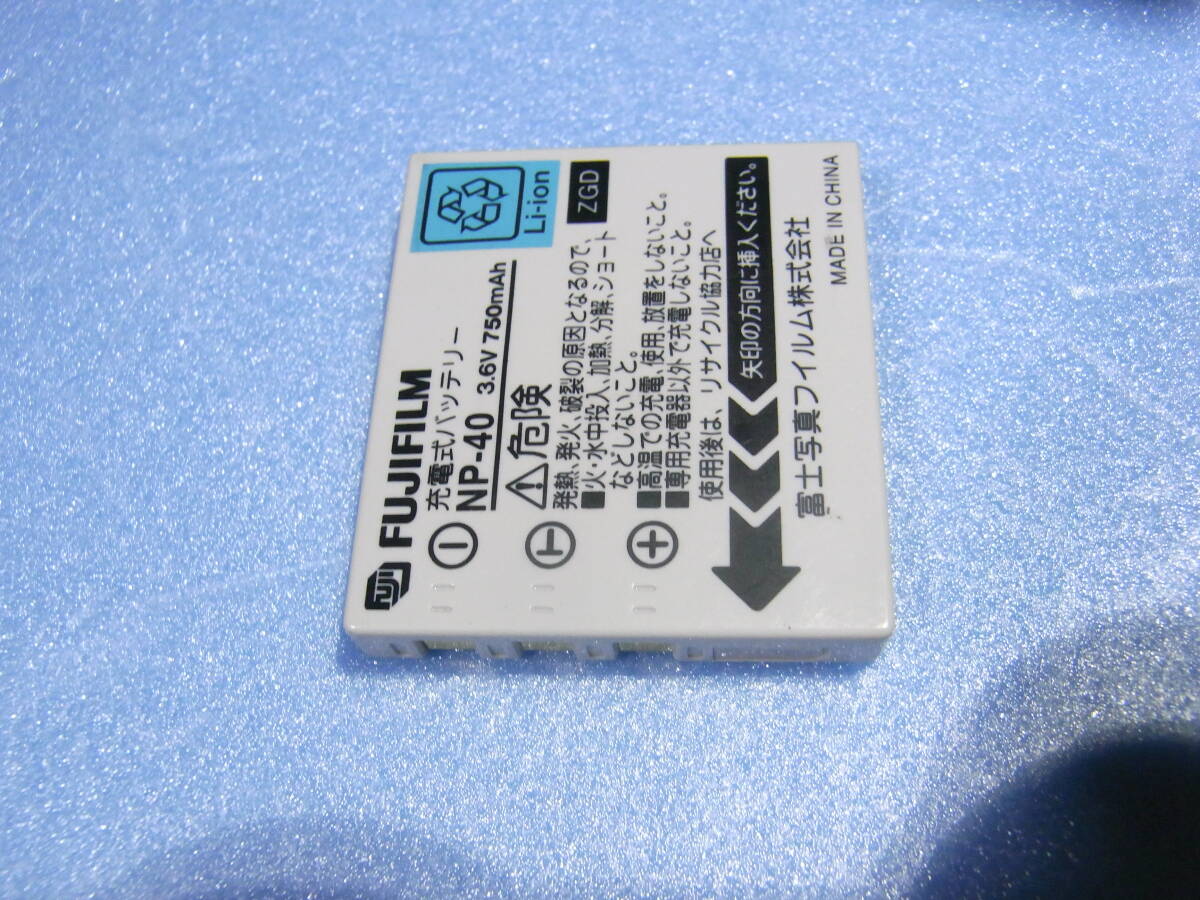 FUJI FUJIFILM
充電式バッテリー
NP-40 3.6V 750mAh
Li-ion
⚠危険
ZGD
発熱、発火、破裂の原因となるので、
■火・水中投入、加熱、分解、ショート
などしないこと。
■高温での充電、使用、放置をしないこと。
■専用充電器以外で充電しないこと。
使用後は、リサイクル協力店へ
矢印の方向に挿入ください。
富士写真フイルム株式会社
MADE IN CHINA
− T +